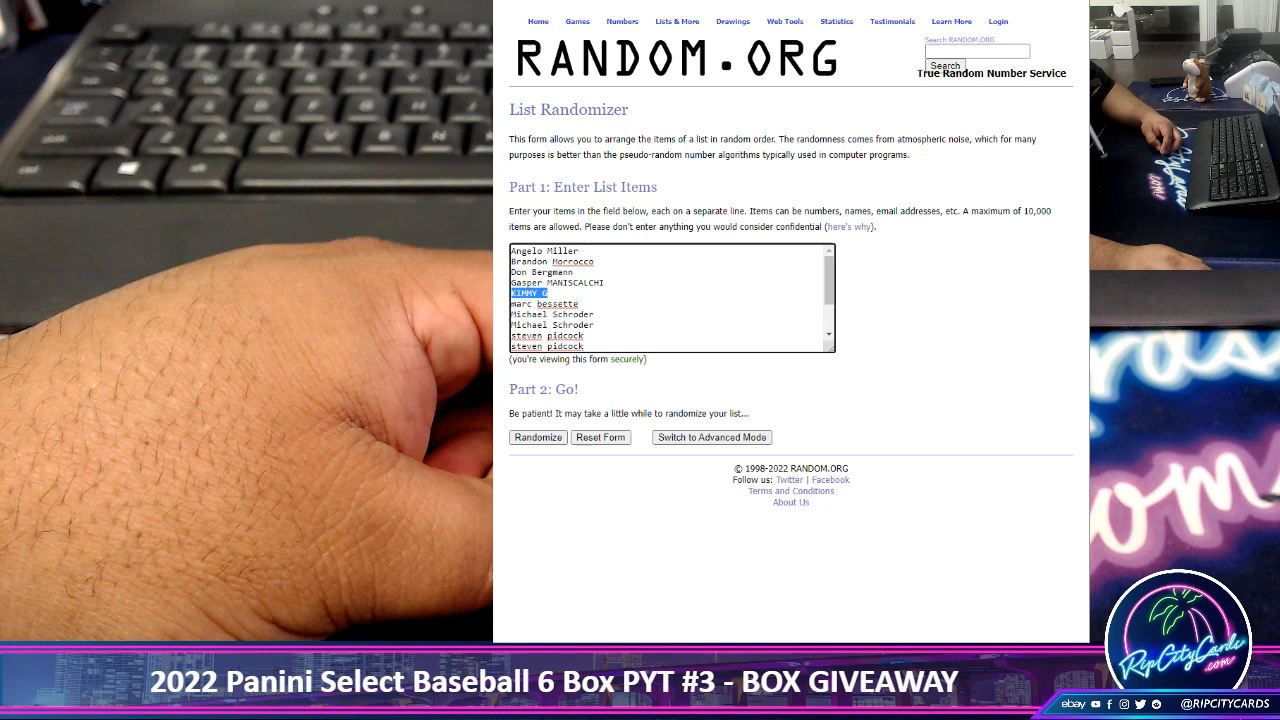 Home Games Numbers Lists & More Drawings Web Tools Statistics Testimonials Learn More Login
RANDOM.ORG
Search RANDOM.ORG
Search
True Random Number Service
List Randomizer
This form allows you to arrange the items of a list in random order. The randomness comes from atmospheric noise, which for many
purposes is better than the pseudo-random number algorithms typically used in computer programs.
Part 1: Enter List Items
Enter your items in the field below, each on a separate line. Items can be numbers, names, email addresses, etc. A maximum of 10,000
items are allowed. Please don't enter anything you would consider confidential (here's why).
Angelo Miller
Brandon Morrocco
Don Bergmann
Gasper MANISCALCHI
KIMMY G
marc bessette
Michael Schroder
Michael Schroder
steven pidcock
steven pidcock
(you're viewing this form securely)
Part 2: Go!
Be patient! It may take a little while to randomize your list...
Randomize Reset Form Switch to Advanced Mode
© 1998-2022 RANDOM.ORG
Follow us: Twitter | Facebook
Terms and Conditions
About Us
RipCityCards
.com
2022 Panini Select Baseball 6 Box PYT #3 - BOX GIVEAWAY
ebay @RIPCITYCARDS